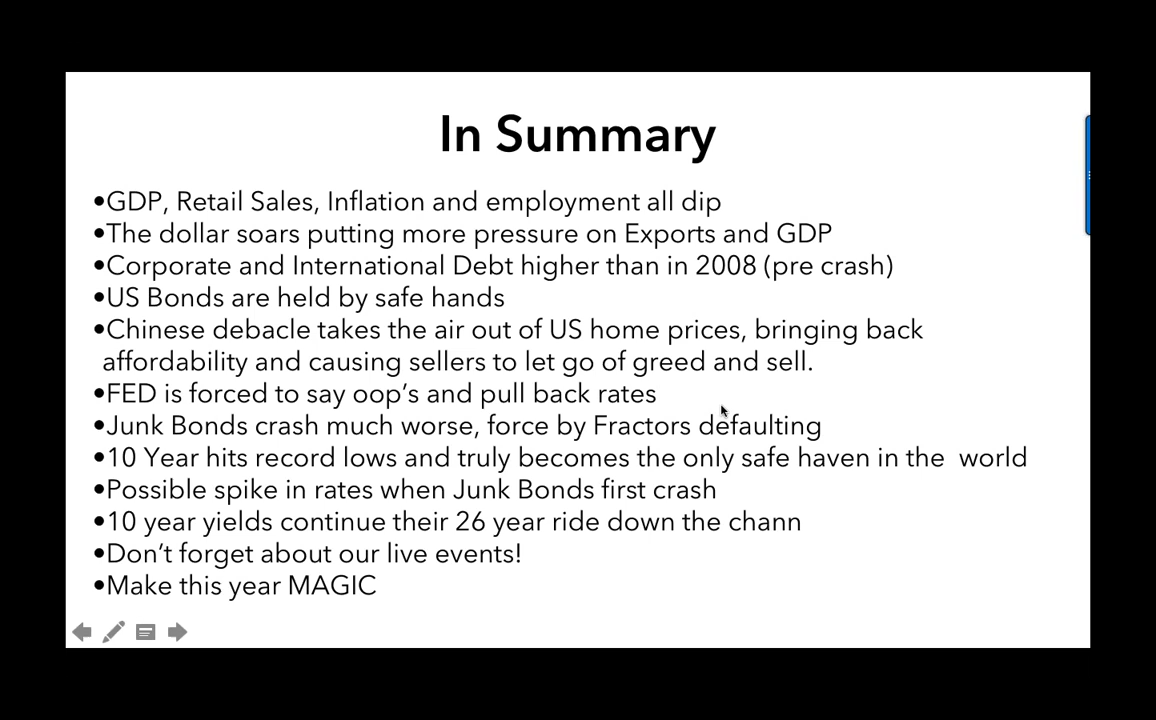 In Summary
•GDP, Retail Sales, Inflation and employment all dip
•The dollar soars putting more pressure on Exports and GDP
•Corporate and International Debt higher than in 2008 (pre crash)
•US Bonds are held by safe hands
•Chinese debacle takes the air out of US home prices, bringing back
affordability and causing sellers to let go of greed and sell.
•FED is forced to say oop’s and pull back rates
•Junk Bonds crash much worse, force by Fractors defaulting
•10 Year hits record lows and truly becomes the only safe haven in the  world
•Possible spike in rates when Junk Bonds first crash
•10 year yields continue their 26 year ride down the chann
•Don’t forget about our live events!
•Make this year MAGIC